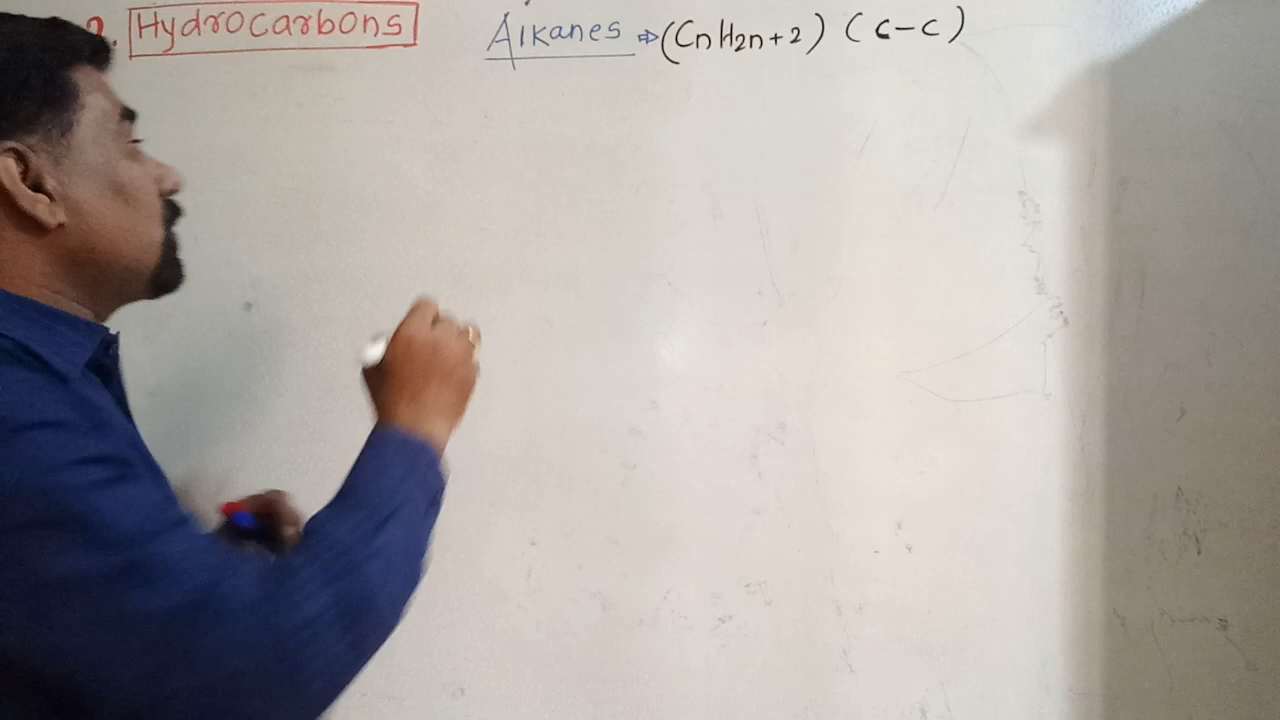 2. Hydrocarbons Alkanes ⇒ (CnH2n+2) (C-C)